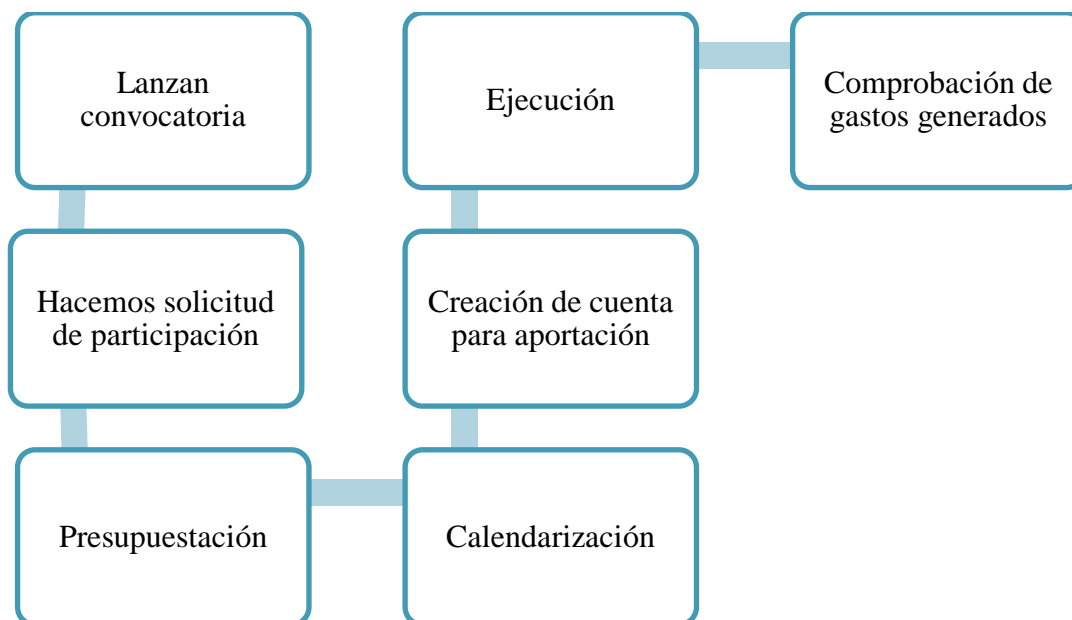 Lanzan
convocatoria
Hacemos solicitud
de participación
Presupuestación
Calendarización
Creación de cuenta
para aportación
Ejecución
Comprobación de
gastos generados